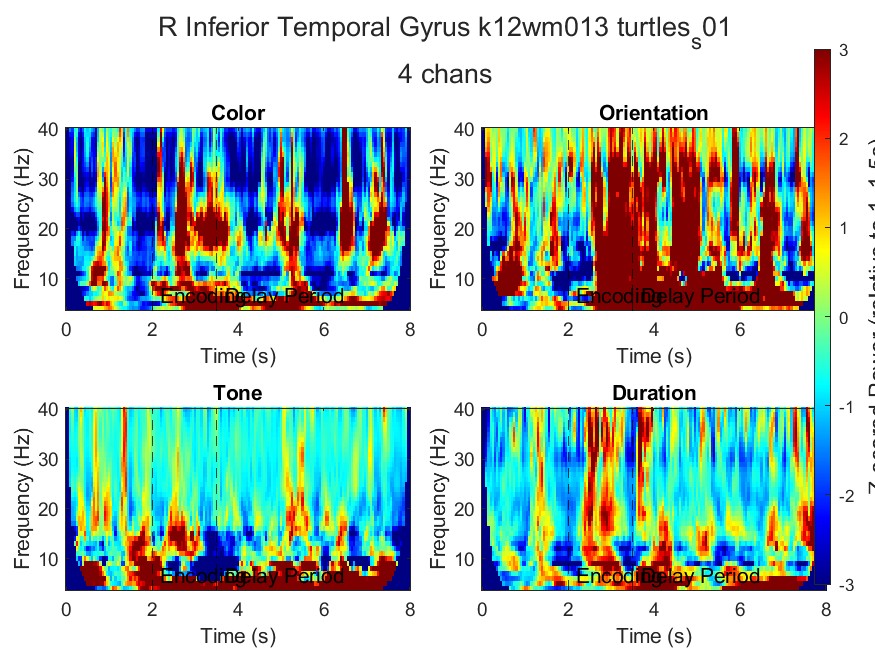 R Inferior Temporal Gyrus k12wm013 turtles_s01
4 chans
Color
Orientation
40
30
20
10
Frequency (Hz)
Encoding
Delay Period
0 2 4 6 8
Time (s)
40
30
20
10
Frequency (Hz)
Encoding
Delay Period
0 2 4 6
Time (s)
Tone
Duration
40
30
20
10
Frequency (Hz)
Encoding
Delay Period
0 2 4 6 8
Time (s)
40
30
20
10
Frequency (Hz)
Encoding
Delay Period
0 2 4 6 8
Time (s)
3
2
1
0
-1
-2
-3